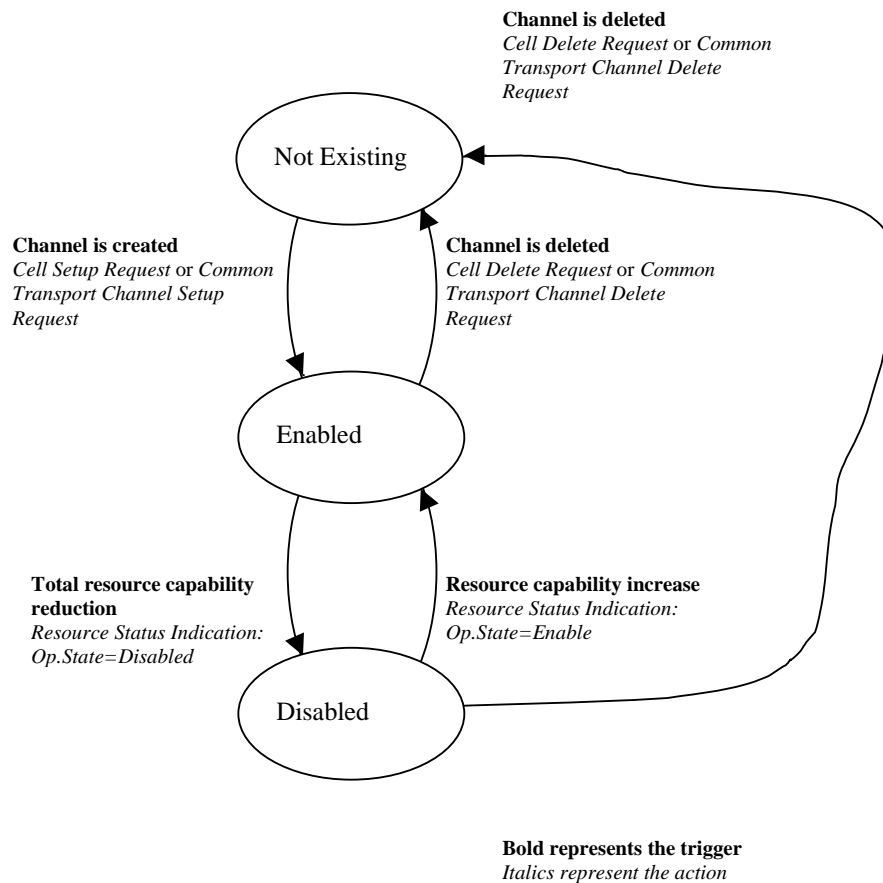 Channel is deleted
Cell Delete Request or Common
Transport Channel Delete
Request
Not Existing
Channel is created
Cell Setup Request or Common
Transport Channel Setup
Request
Channel is deleted
Cell Delete Request or Common
Transport Channel Delete
Request
Enabled
Total resource capability
reduction
Resource Status Indication:
Op.State=Disabled
Resource capability increase
Resource Status Indication:
Op.State=Enable
Disabled
Bold represents the trigger
Italics represent the action